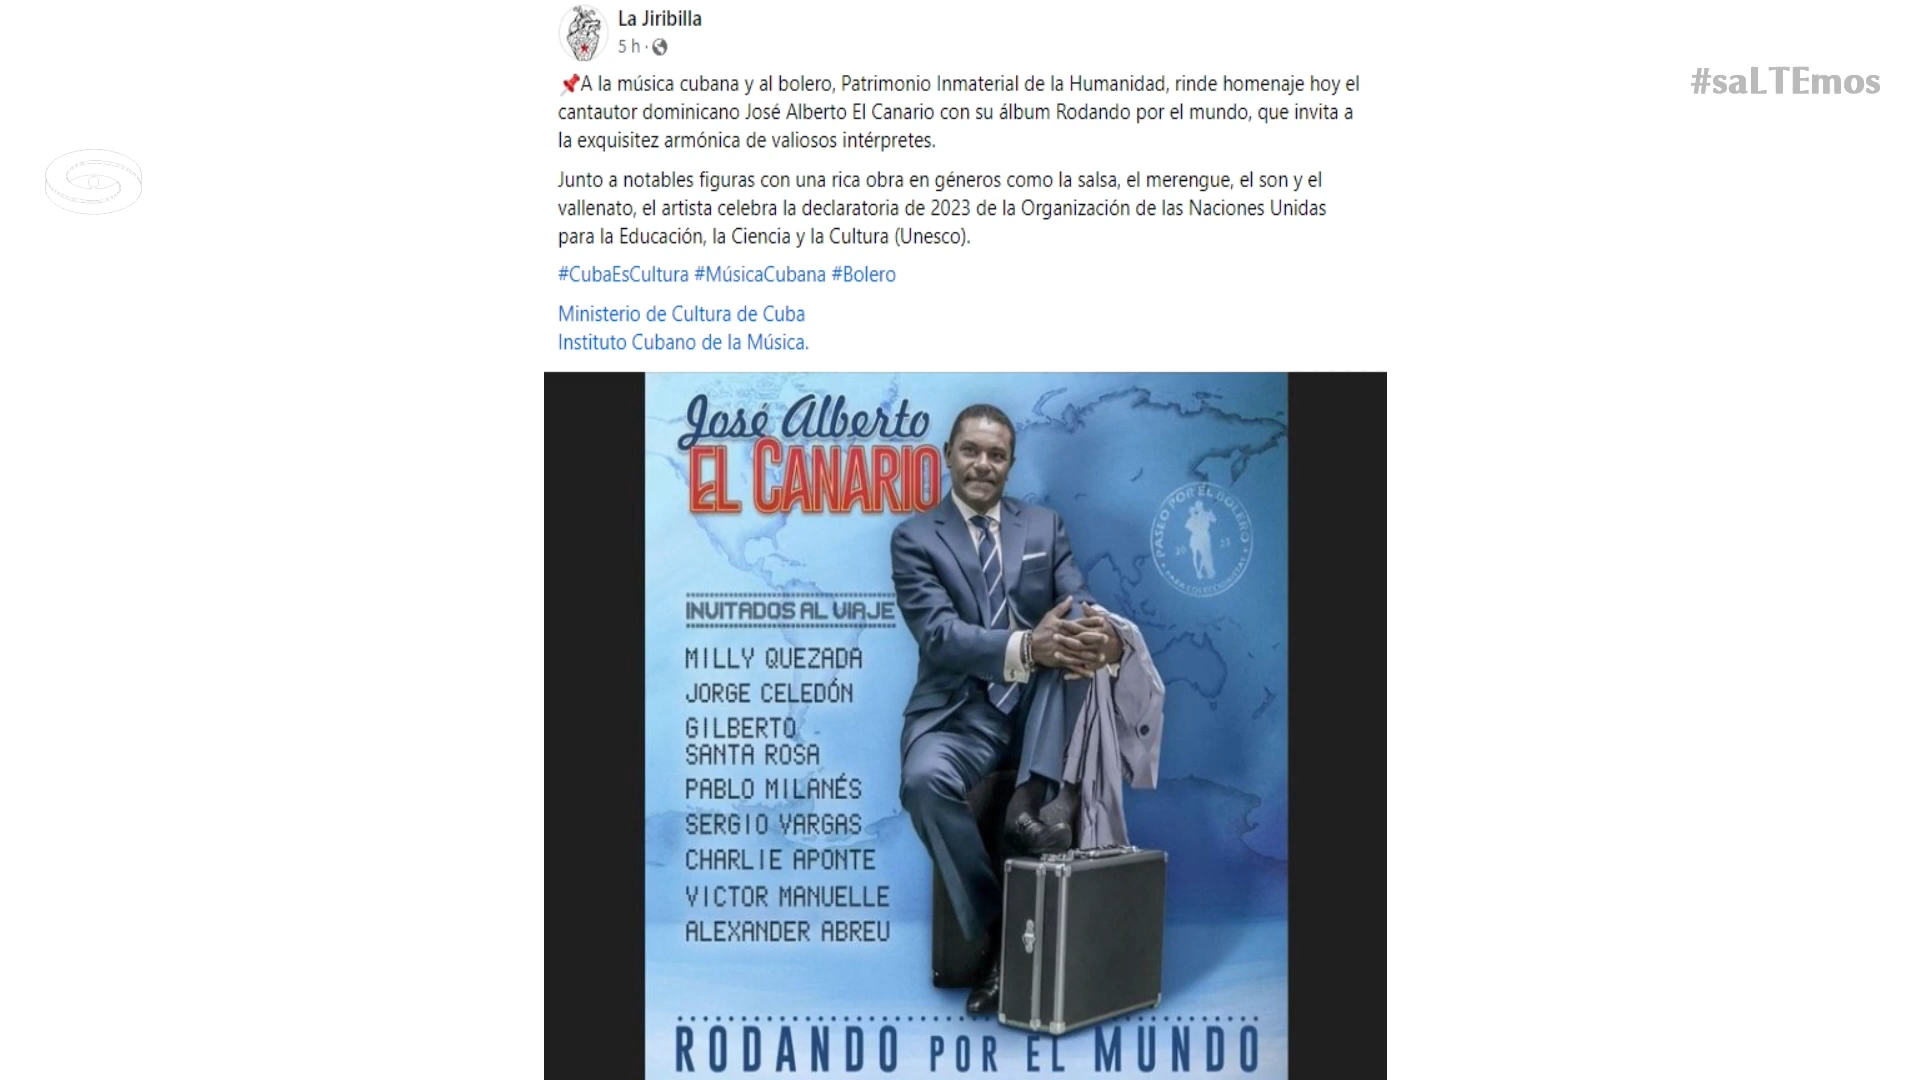 La Jiribilla
5 h ·
#saLTEmos
📌A la música cubana y al bolero, Patrimonio Inmaterial de la Humanidad, rinde homenaje hoy el
cantautor dominicano José Alberto El Canario con su álbum Rodando por el mundo, que invita a
la exquisitez armónica de valiosos intérpretes.
Junto a notables figuras con una rica obra en géneros como la salsa, el merengue, el son y el
vallenato, el artista celebra la declaratoria de 2023 de la Organización de las Naciones Unidas
para la Educación, la Ciencia y la Cultura (Unesco).
#CubaEsCultura #MúsicaCubana #Bolero
Ministerio de Cultura de Cuba
Instituto Cubano de la Música.
José Alberto
EL CANARIO
PASEO POR EL BOLERO
INVITADOS AL VIAJE
MILLY QUEZADA
JORGE CELEDÓN
GILBERTO
SANTA ROSA
PABLO MILANÉS
SERGIO VARGAS
CHARLIE APONTE
VICTOR MANUELLE
ALEXANDER ABREU
RODANDO POR EL MUNDO